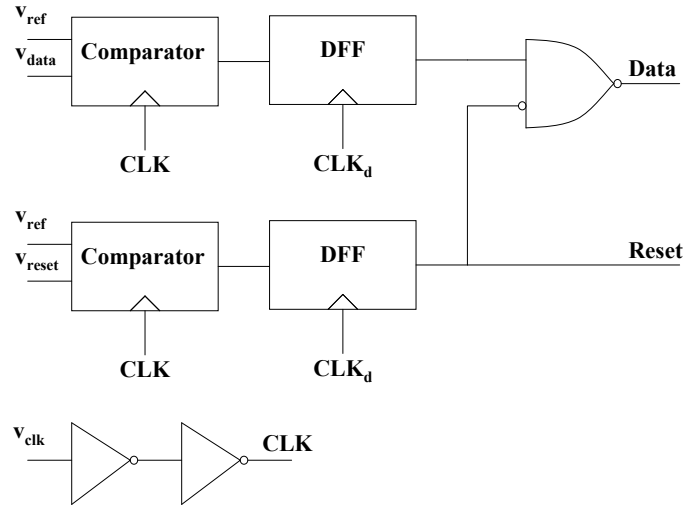 v_ref
v_data
Comparator
DFF
Data
CLK
CLK_d
v_ref
v_reset
Comparator
DFF
Reset
CLK
CLK_d
v_clk
CLK